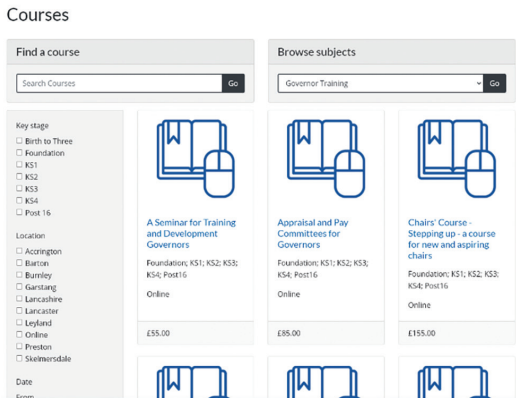 Courses
Find a course
Search Courses
Go
Browse subjects
Governor Training
Go
Key stage
Birth to Three
Foundation
KS1
KS2
KS3
KS4
Post 16
Location
Accrington
Barton
Burnley
Garstang
Lancashire
Lancaster
Leyland
Online
Preston
Skelmersdale
Date
From
A Seminar for Training
and Development
Governors
Foundation; KS1; KS2; KS3;
KS4; Post16
Online
£55.00
Appraisal and Pay
Committees for
Governors
Foundation; KS1; KS2; KS3;
KS4; Post16
Online
£85.00
Chairs' Course -
Stepping up - a course
for new and aspiring
chairs
Foundation; KS1; KS2; KS3;
KS4; Post16
Online
£155.00